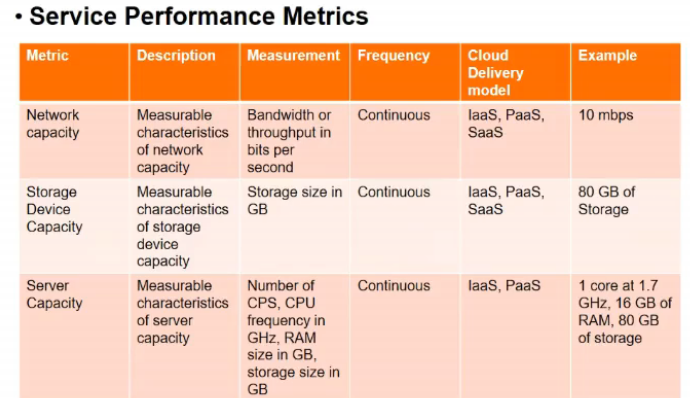 • Service Performance Metrics
Metric Description Measurement Frequency Cloud Delivery model Example
Network capacity
Measurable characteristics of network capacity
Bandwidth or throughput in bits per second
Continuous
IaaS, PaaS, SaaS
10 mbps
Storage Device Capacity
Measurable characteristics of storage device capacity
Storage size in GB
Continuous
IaaS, PaaS, SaaS
80 GB of Storage
Server Capacity
Measurable characteristics of server capacity
Number of CPS, CPU frequency in GHz, RAM size in GB, storage size in GB
Continuous
IaaS, PaaS
1 core at 1.7 GHz, 16 GB of RAM, 80 GB of storage